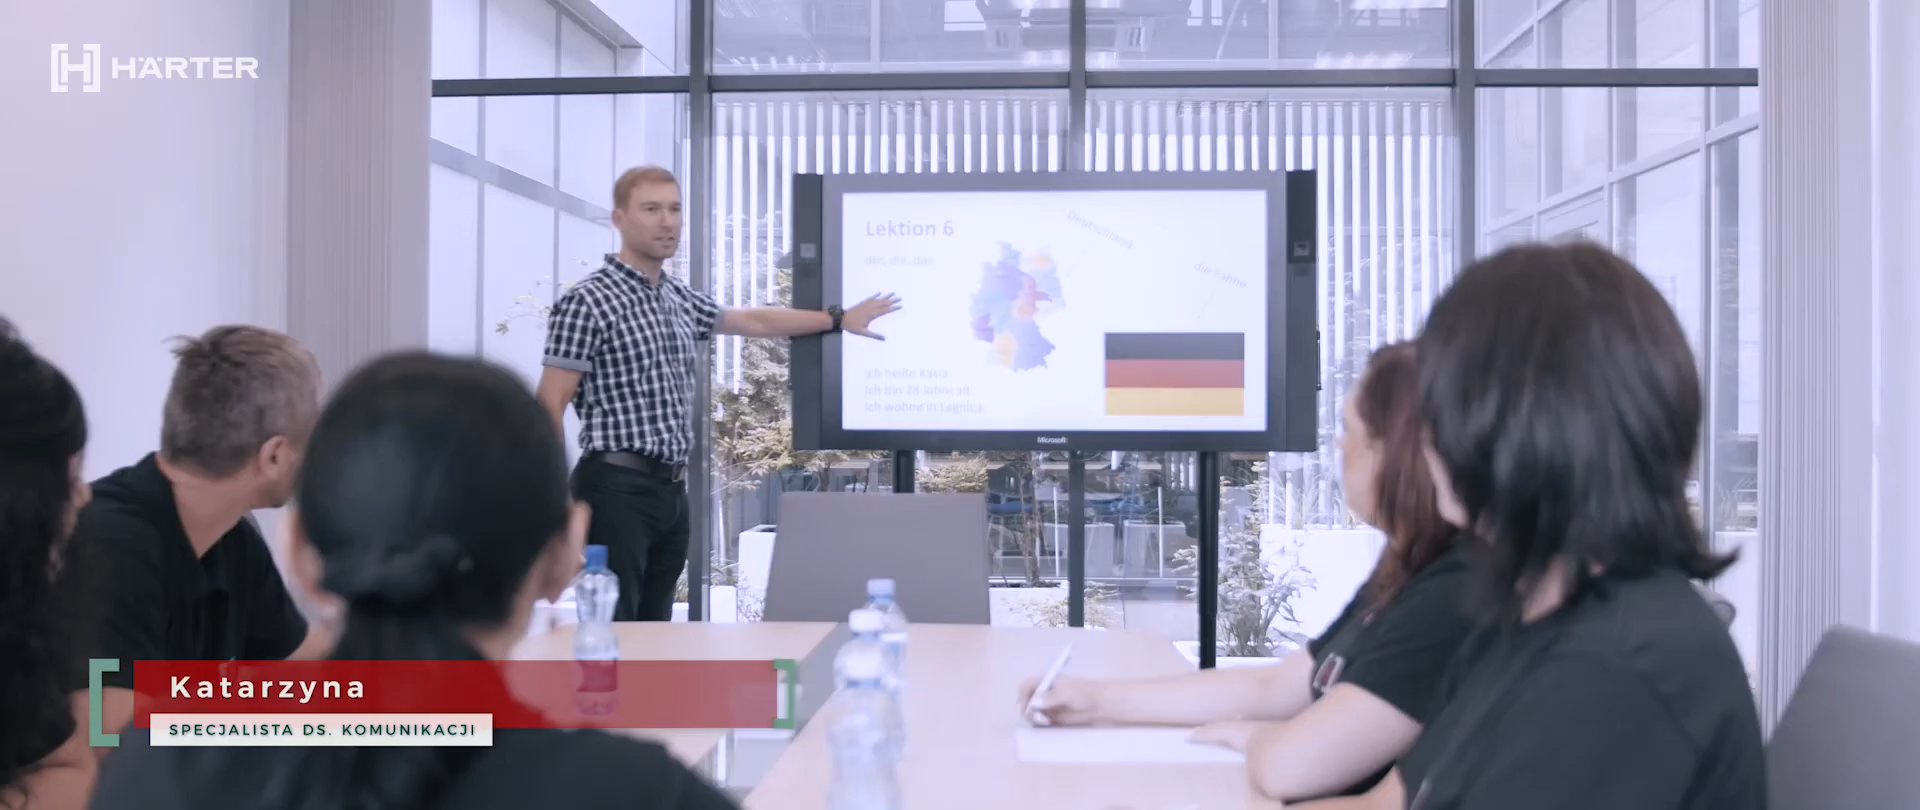 HÄRTER
Lektion 6
der, die, das
Deutschland
die Fahne
Ich heiße Kasia.
Ich bin 28 Jahre alt.
Ich wohne in Legnica.
Microsoft
Katarzyna
SPECJALISTA DS. KOMUNIKACJI